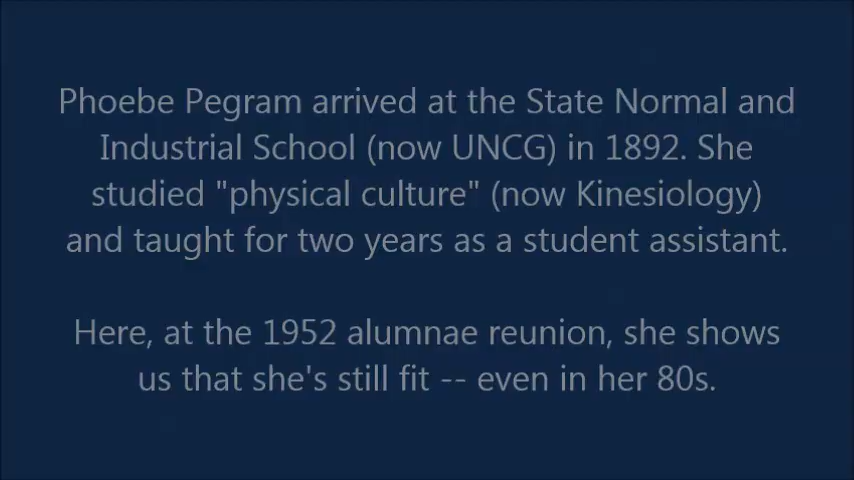 Phoebe Pegram arrived at the State Normal and
Industrial School (now UNCG) in 1892. She
studied "physical culture" (now Kinesiology)
and taught for two years as a student assistant.
Here, at the 1952 alumnae reunion, she shows
us that she's still fit -- even in her 80s.